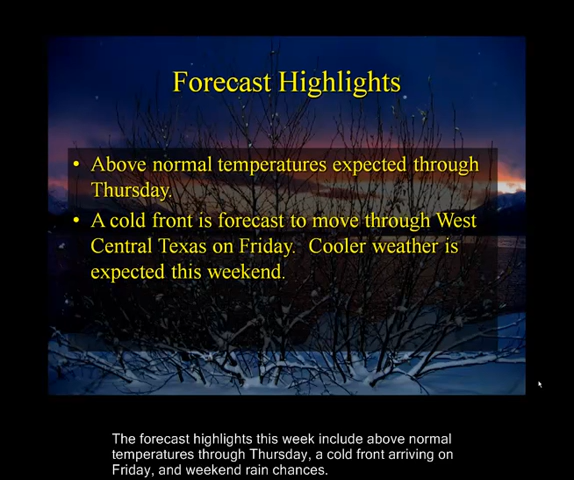 Forecast Highlights
• Above normal temperatures expected through
Thursday.
• A cold front is forecast to move through West
Central Texas on Friday.  Cooler weather is
expected this weekend.
The forecast highlights this week include above normal
temperatures through Thursday, a cold front arriving on
Friday, and weekend rain chances.